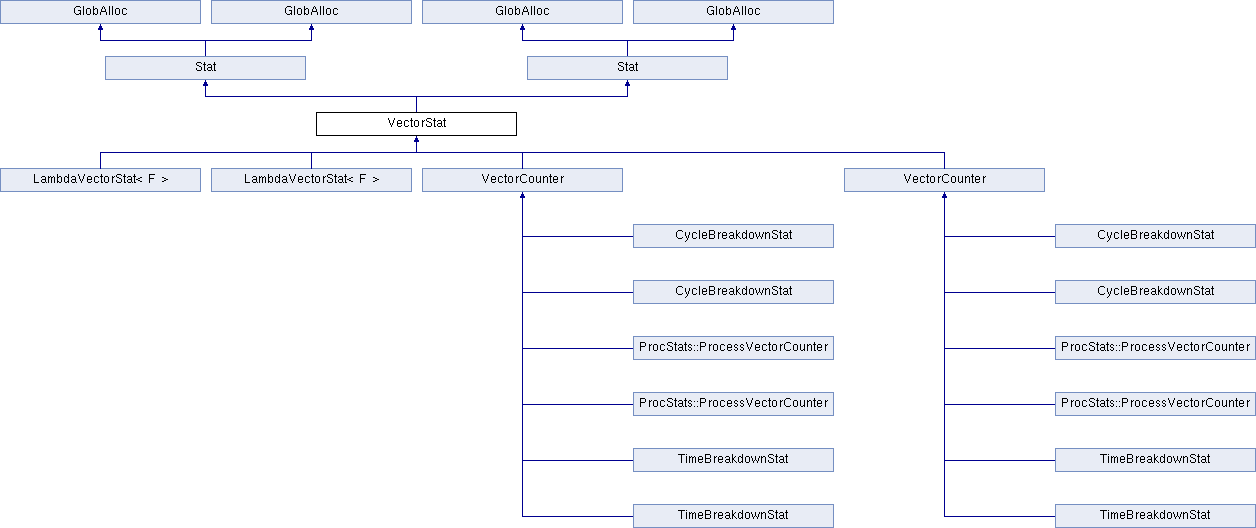 GlobAlloc GlobAlloc GlobAlloc GlobAlloc
Stat Stat
VectorStat
LambdaVectorStat< F > LambdaVectorStat< F > VectorCounter VectorCounter
CycleBreakdownStat CycleBreakdownStat
CycleBreakdownStat CycleBreakdownStat
ProcStats::ProcessVectorCounter ProcStats::ProcessVectorCounter
ProcStats::ProcessVectorCounter ProcStats::ProcessVectorCounter
TimeBreakdownStat TimeBreakdownStat
TimeBreakdownStat TimeBreakdownStat